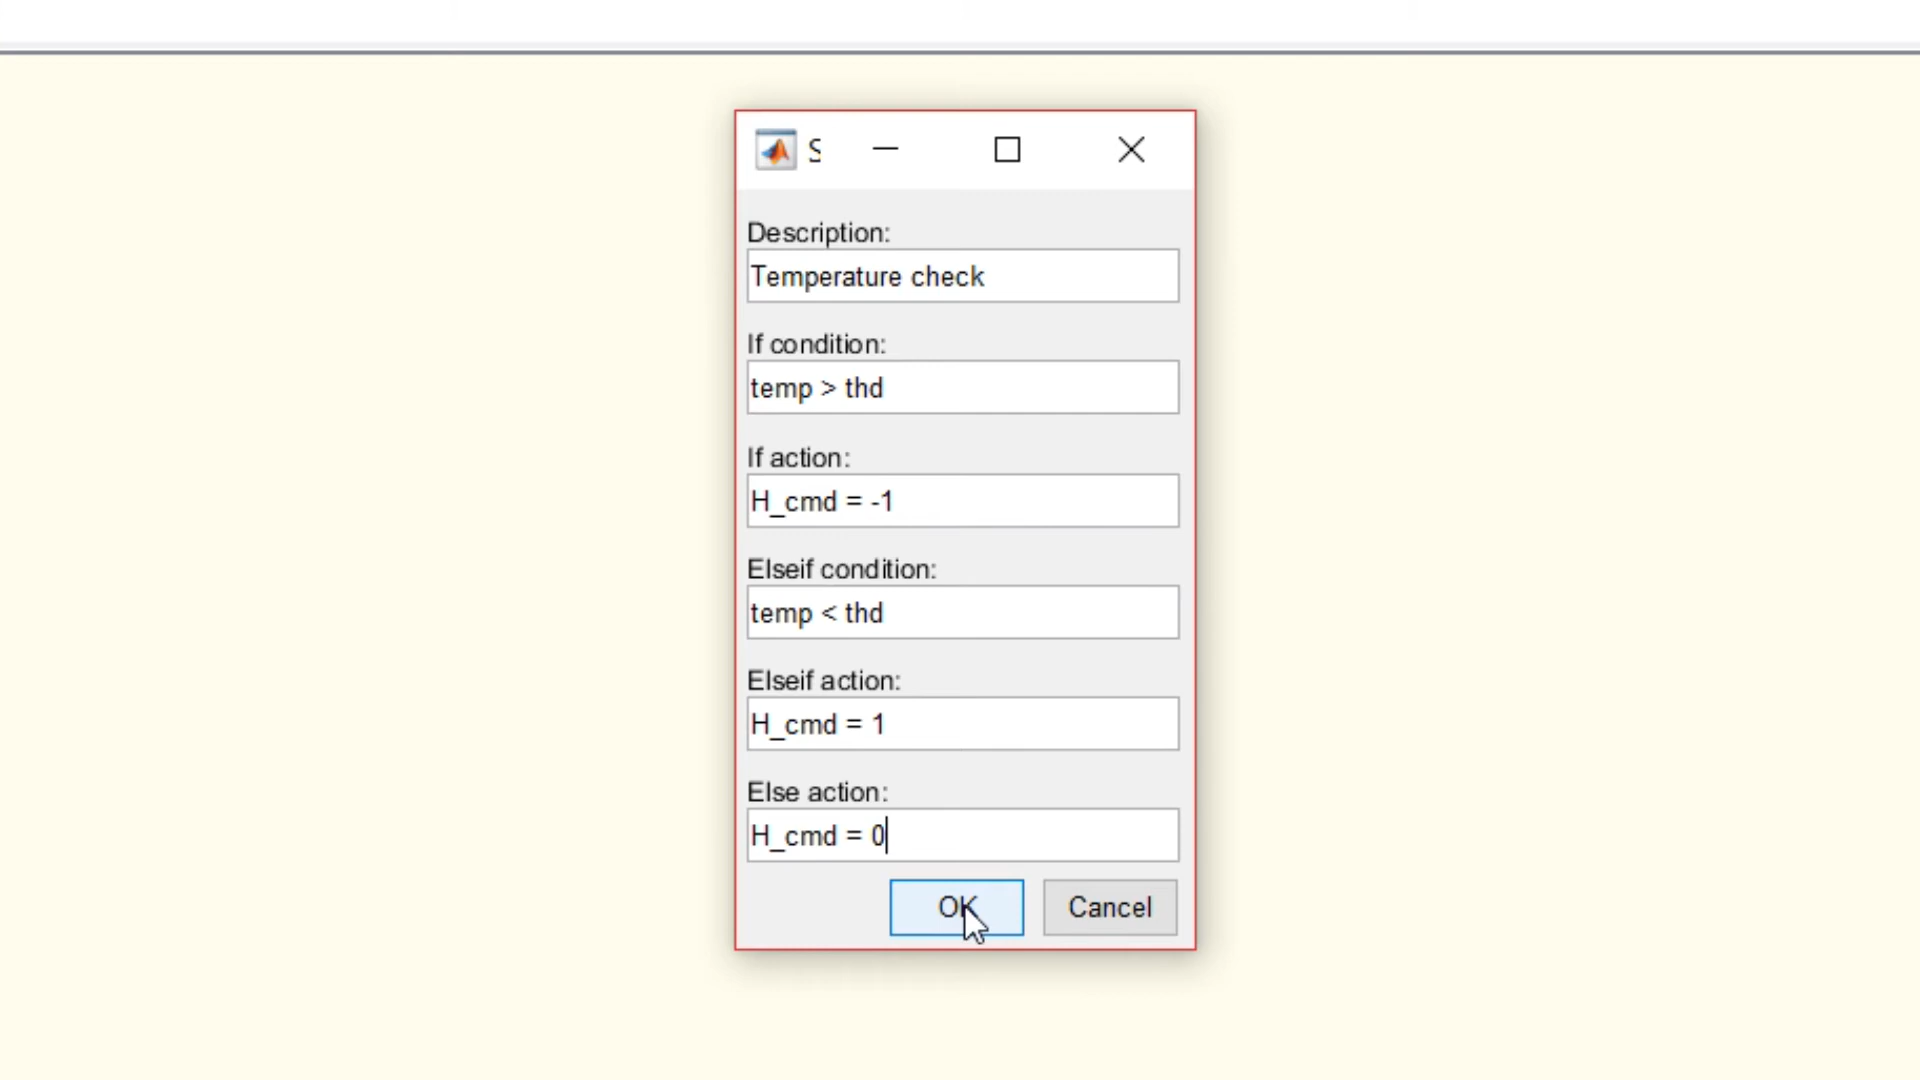 S
Description:
Temperature check
If condition:
temp > thd
If action:
H_cmd = -1
Elseif condition:
temp < thd
Elseif action:
H_cmd = 1
Else action:
H_cmd = 0
OK Cancel